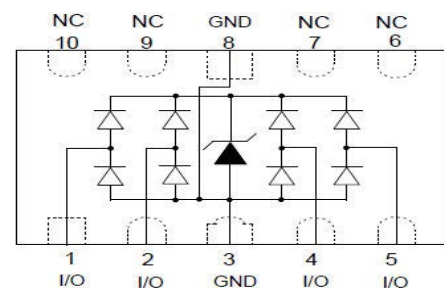 NC NC GND NC NC
10 9 8 7 6
1 2 3 4 5
I/O I/O GND I/O I/O